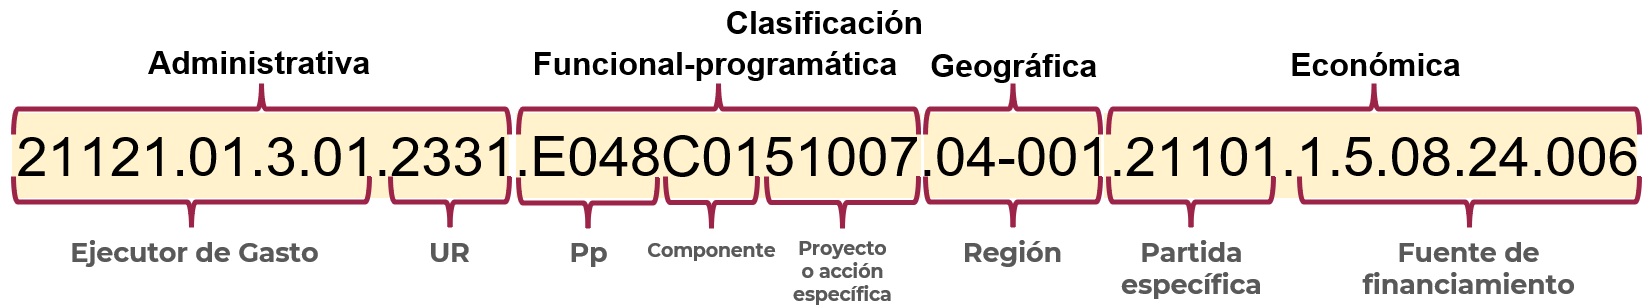 Clasificación
Administrativa Funcional-programática Geográfica Económica
21121.01.3.01.2331.E048C0151007.04-001.21101.1.5.08.24.006
Ejecutor de Gasto
UR
Pp
Componente
Proyecto
o acción
específica
Región
Partida
específica
Fuente de
financiamiento